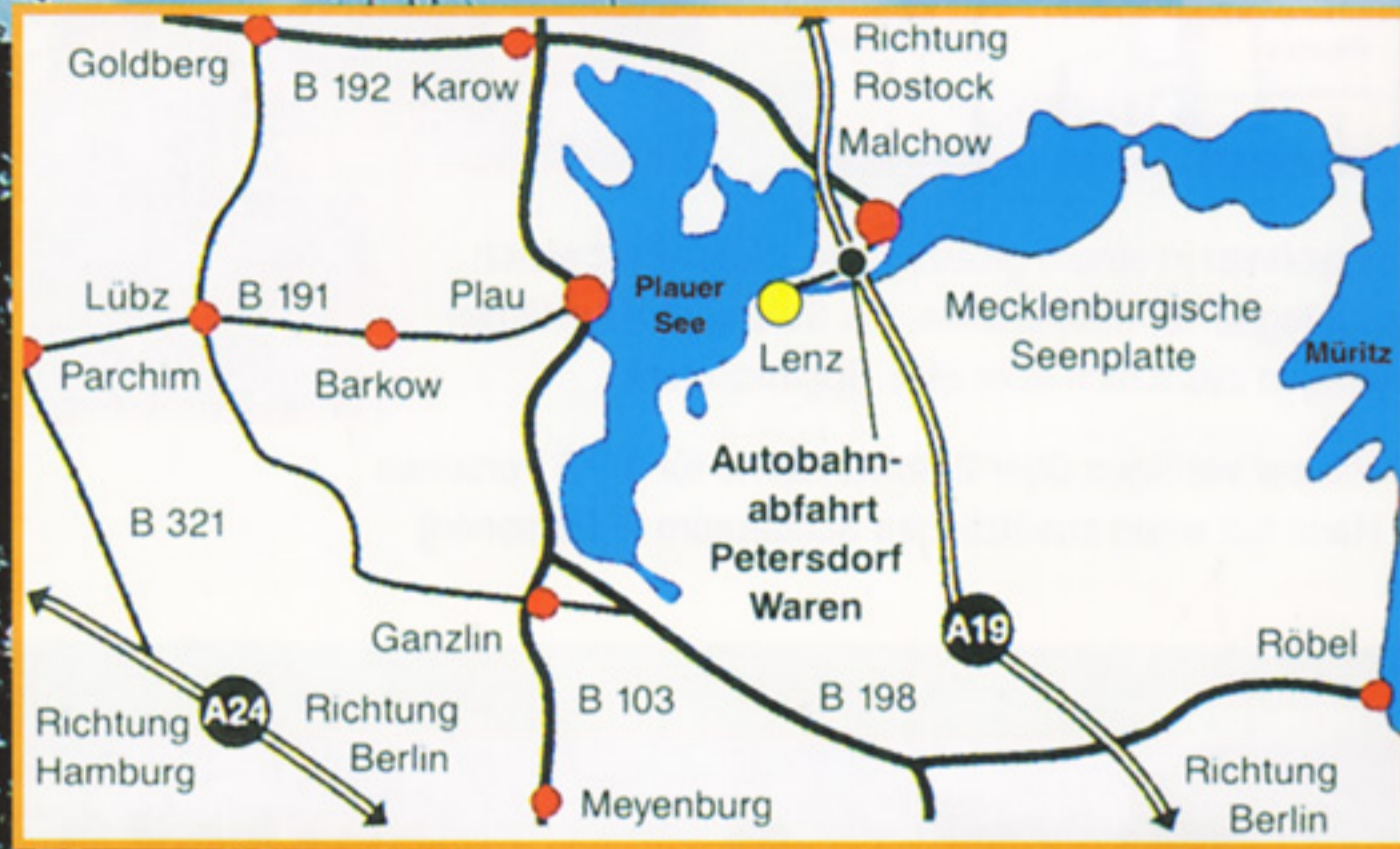 Goldberg
B 192 Karow
Richtung
Rostock
Malchow
Lübz
B 191
Plau
Plauer
See
Lenz
Mecklenburgische
Seenplatte
Müritz
Parchim
Barkow
Autobahn-
abfahrt
Petersdorf
Waren
B 321
Ganzlin
A19
Röbel
A24
Richtung
Hamburg
Richtung
Berlin
B 103
B 198
Meyenburg
Richtung
Berlin